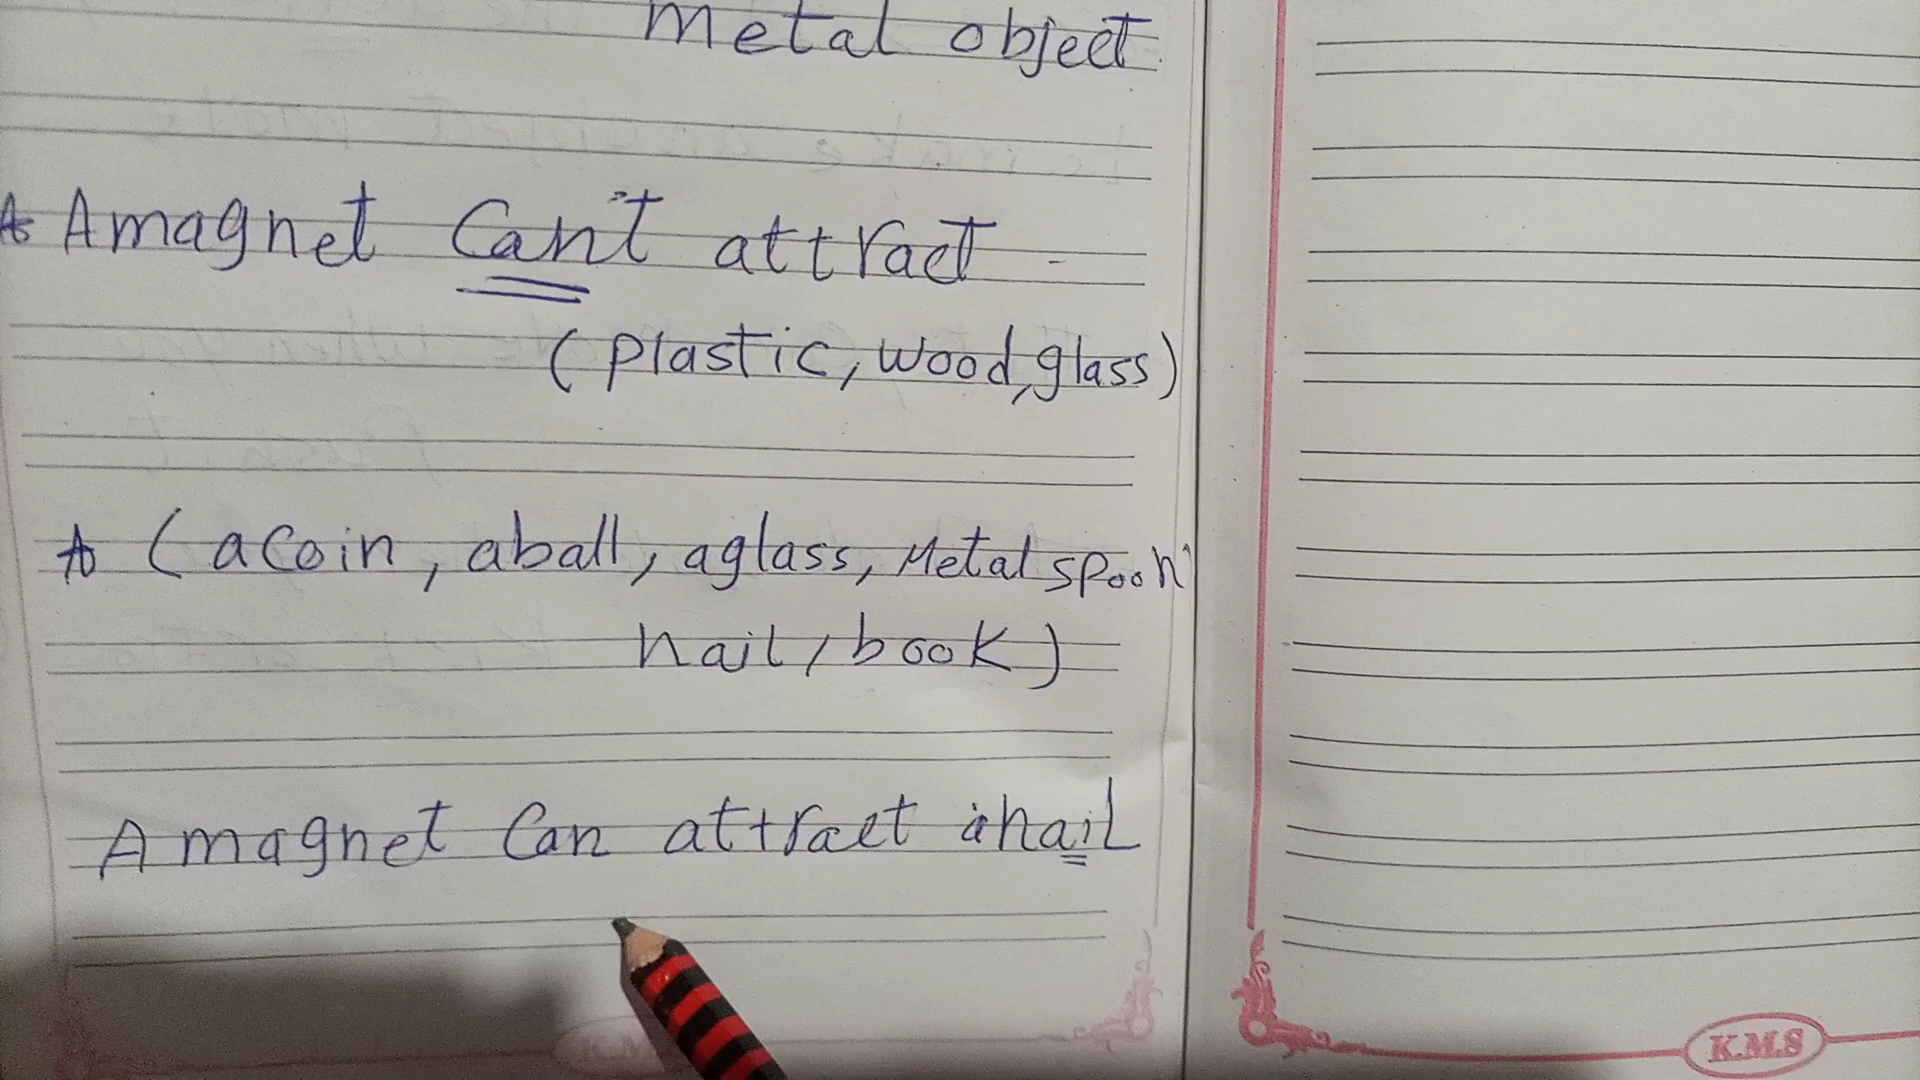 metal object
A magnet Can't attract
(plastic, wood, glass)
(a coin, a ball, a glass, Metal spoon
nail, book)
A magnet Can attract a nail
K.M.S